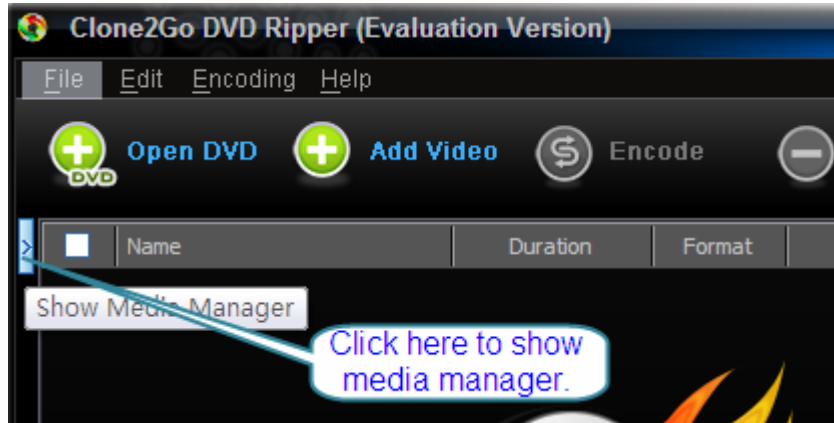 Clone2Go DVD Ripper (Evaluation Version)
File Edit Encoding Help
Open DVD Add Video Encode
DVD
> Name Duration Format
Show Media Manager
Click here to show
media manager.